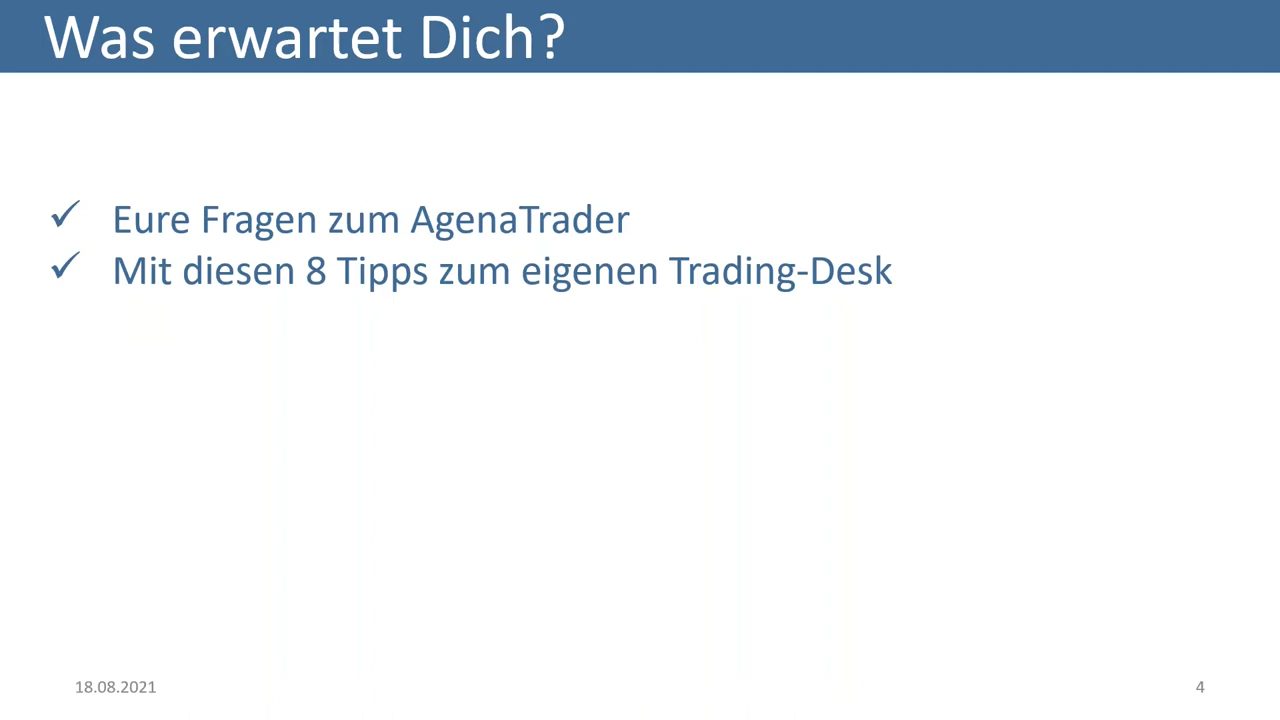 Was erwartet Dich?
✓ Eure Fragen zum AgenaTrader
✓ Mit diesen 8 Tipps zum eigenen Trading-Desk
18.08.2021
4